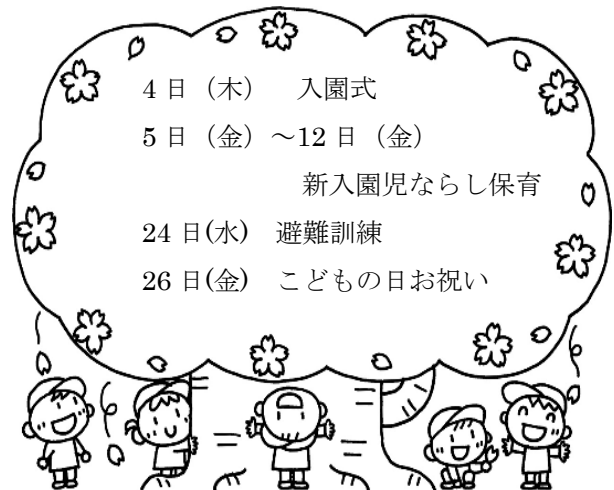 4日（木）　入園式
5日（金）～12日（金）
新入園児ならし保育
24日(水)　避難訓練
26日(金)　こどもの日お祝い